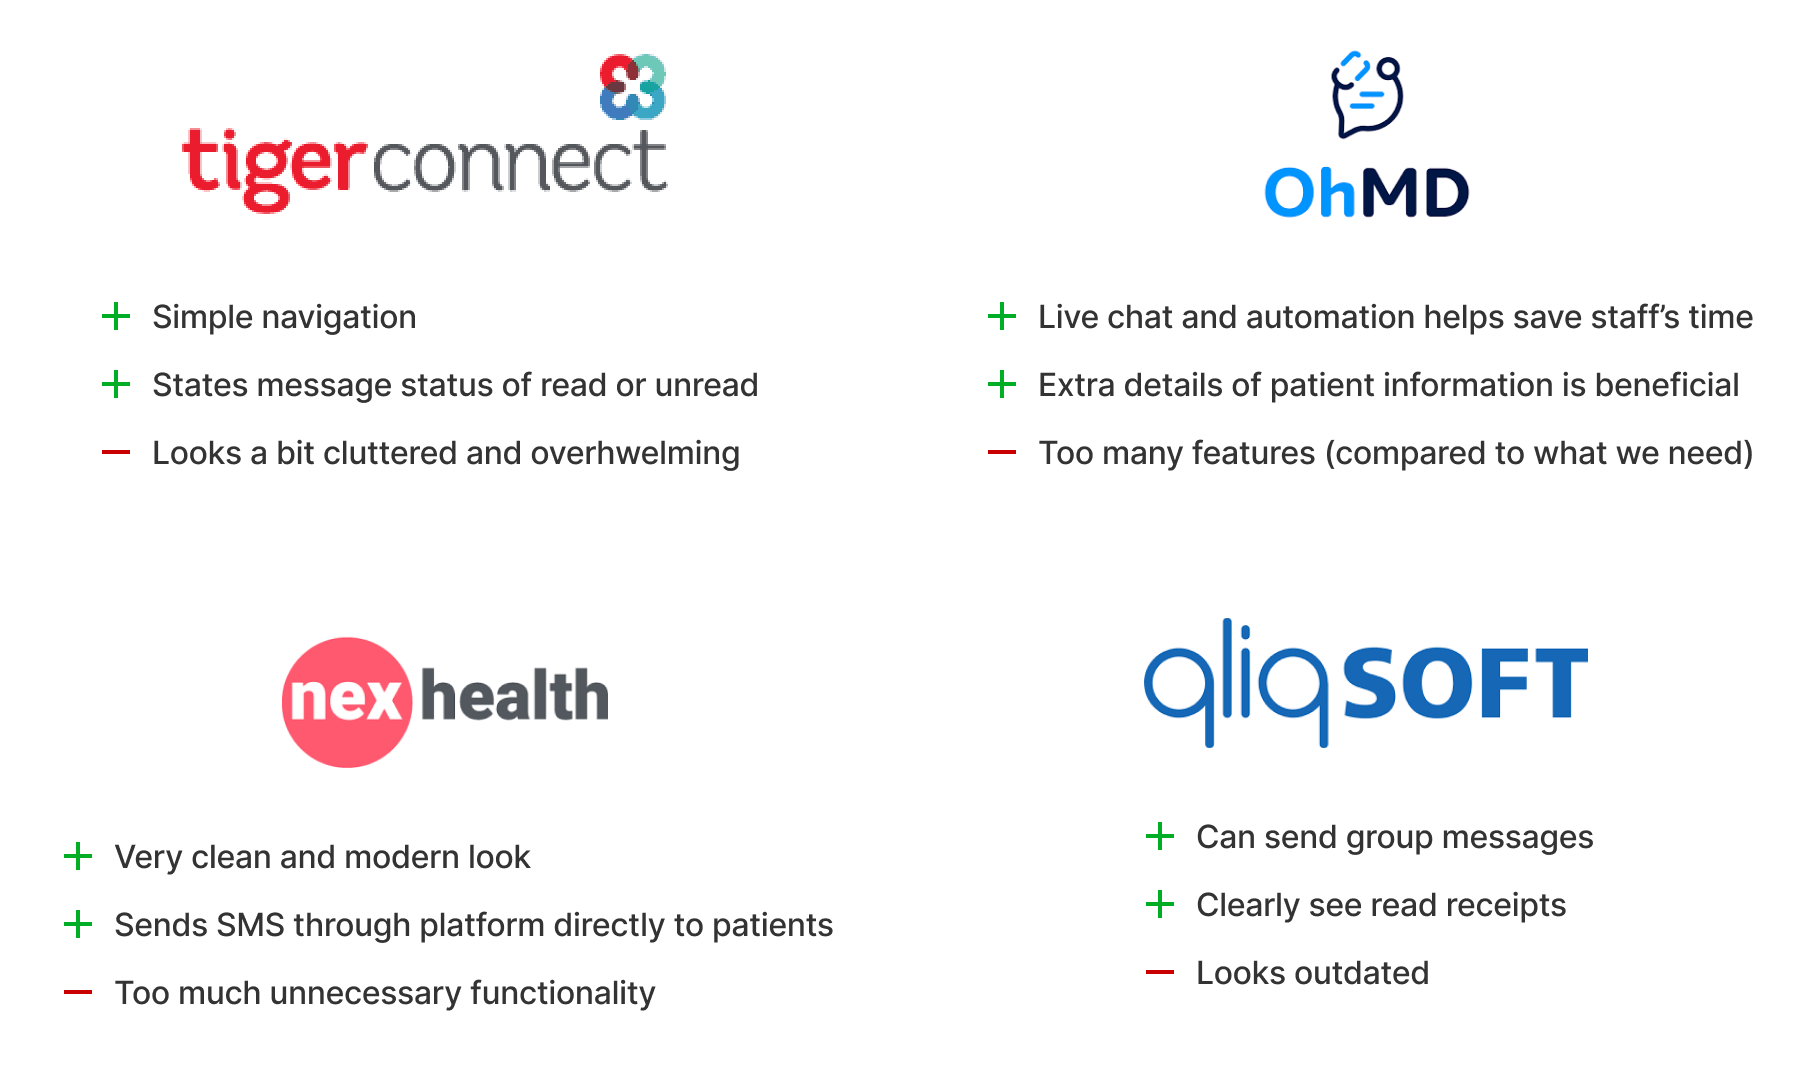 tigerconnect
+ Simple navigation
+ States message status of read or unread
− Looks a bit cluttered and overhwelming
OhMD
+ Live chat and automation helps save staff’s time
+ Extra details of patient information is beneficial
− Too many features (compared to what we need)
nexhealth
+ Very clean and modern look
+ Sends SMS through platform directly to patients
− Too much unnecessary functionality
qliqSOFT
+ Can send group messages
+ Clearly see read receipts
− Looks outdated